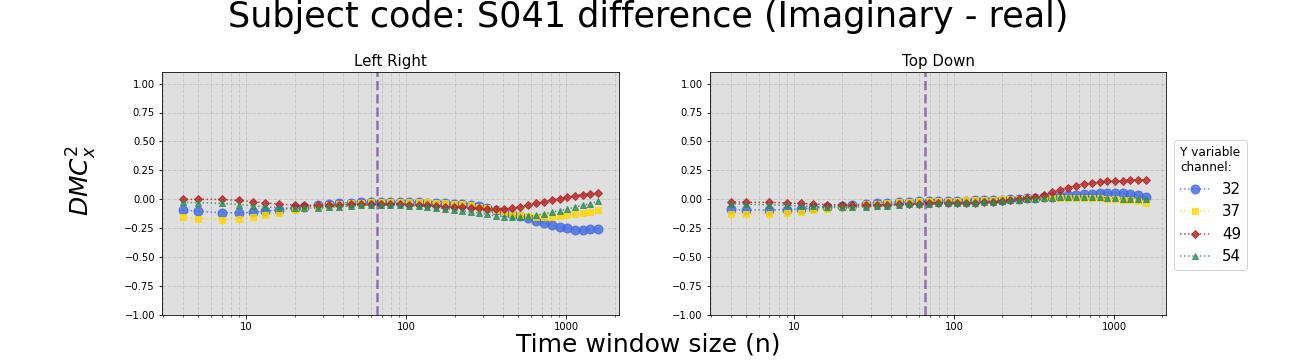 Subject code: S041 difference (Imaginary - real)
Left Right
Top Down
DMC²ₓ
1.00
0.75
0.50
0.25
0.00
−0.25
−0.50
−0.75
−1.00
10 100 1000
1.00
0.75
0.50
0.25
0.00
−0.25
−0.50
−0.75
−1.00
10 100 1000
Y variable
channel:
32
37
49
54
Time window size (n)